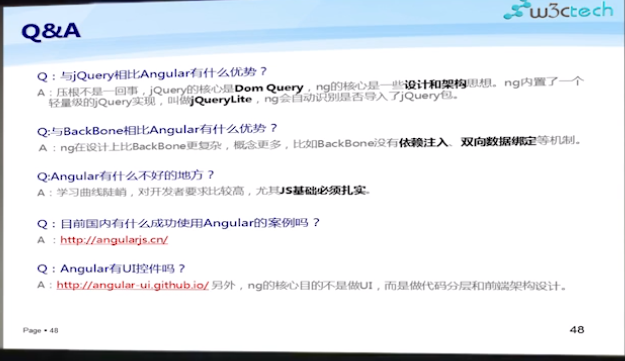 w3ctech
Q&A
Q：与jQuery相比Angular有什么优势？
A：压根不是一回事，jQuery的核心是Dom Query，ng的核心是一些设计和架构思想。ng内置了一个
轻量级的jQuery实现，叫做jQueryLite，ng会自动识别是否导入了jQuery包。
Q:与BackBone相比Angular有什么优势？
A：ng在设计上比BackBone更复杂，概念更多，比如BackBone没有依赖注入、双向数据绑定等机制。
Q:Angular有什么不好的地方？
A：学习曲线陡峭，对开发者要求比较高，尤其JS基础必须扎实。
Q：目前国内有什么成功使用Angular的案例吗？
A ：http://angularjs.cn/
Q：Angular有UI控件吗？
A：http://angular-ui.github.io/ 另外，ng的核心目的不是做UI，而是做代码分层和前端架构设计。
Page ▪ 48
48